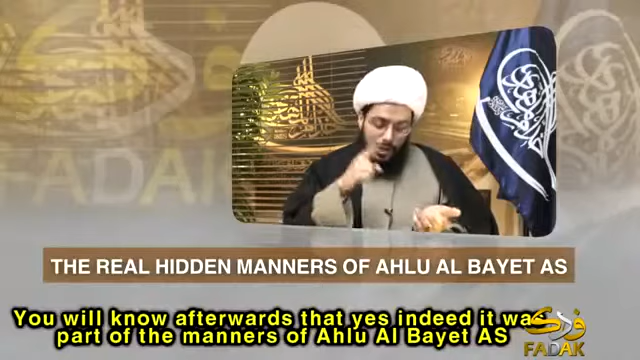 FADAK
THE REAL HIDDEN MANNERS OF AHLU AL BAYET AS
You will know afterwards that yes indeed it was
part of the manners of Ahlu Al Bayet AS
فدك
FADAK